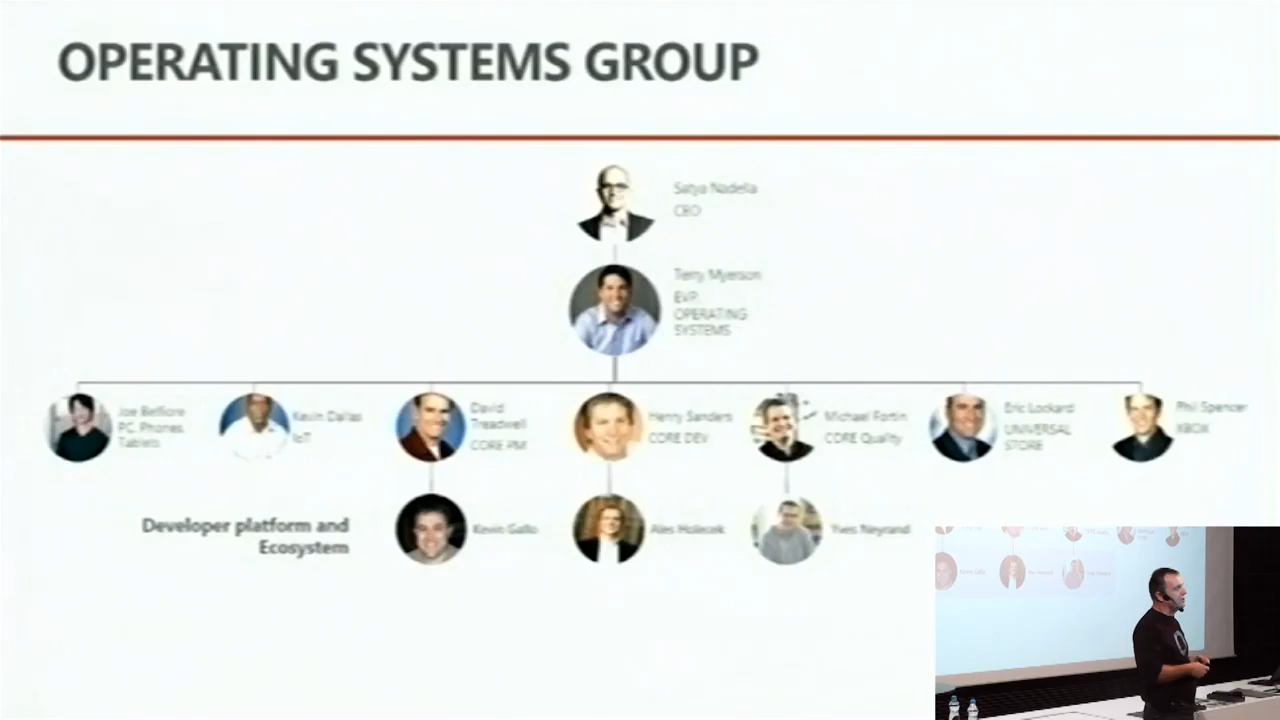 OPERATING SYSTEMS GROUP
Satya Nadella
CEO
Terry Myerson
EVP
OPERATING
SYSTEMS
Joe Belfiore
PC, Phones
Tablets
Kevin Dallas
IoT
David
Treadwell
CORE PM
Henry Sanders
CORE DEV
Michael Fortin
CORE Quality
Eric Lockard
UNIVERSAL
STORE
Phil Spencer
XBOX
Developer platform and
Ecosystem
Kevin Gallo
Ales Holecek
Yves Neyrand